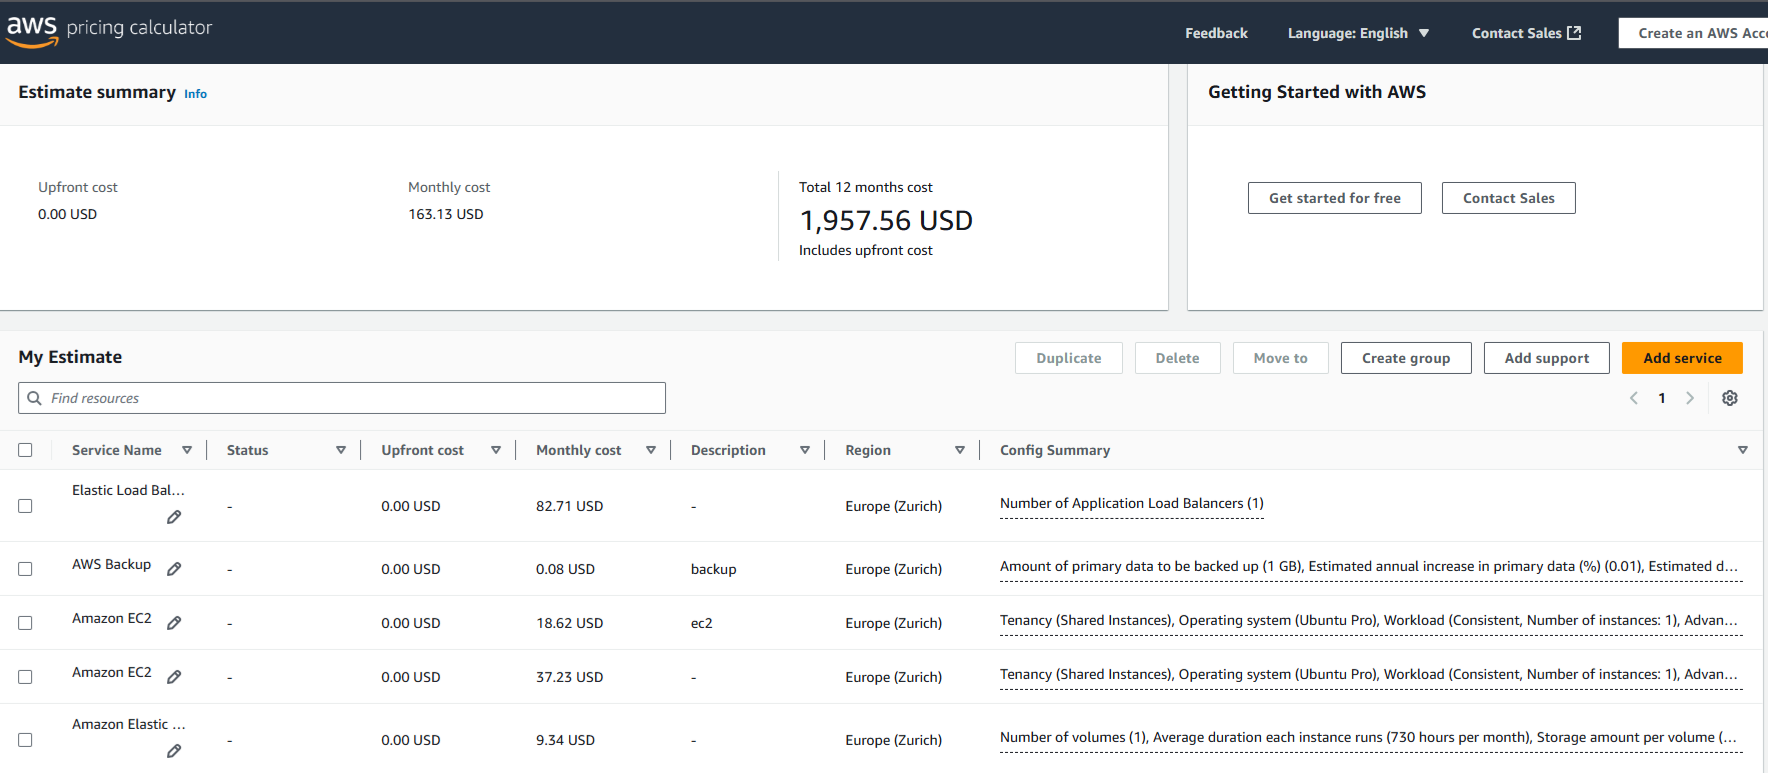 aws pricing calculator
Feedback
Language: English
Contact Sales
Create an AWS Acc
Estimate summary Info
Upfront cost
0.00 USD
Monthly cost
163.13 USD
Total 12 months cost
1,957.56 USD
Includes upfront cost
Getting Started with AWS
Get started for free
Contact Sales
My Estimate
Duplicate
Delete
Move to
Create group
Add support
Add service
Find resources
1
Service Name Status Upfront cost Monthly cost Description Region Config Summary
Elastic Load Bal... - 0.00 USD 82.71 USD - Europe (Zurich) Number of Application Load Balancers (1)
AWS Backup - 0.00 USD 0.08 USD backup Europe (Zurich) Amount of primary data to be backed up (1 GB), Estimated annual increase in primary data (%) (0.01), Estimated d...
Amazon EC2 - 0.00 USD 18.62 USD ec2 Europe (Zurich) Tenancy (Shared Instances), Operating system (Ubuntu Pro), Workload (Consistent, Number of instances: 1), Advan...
Amazon EC2 - 0.00 USD 37.23 USD - Europe (Zurich) Tenancy (Shared Instances), Operating system (Ubuntu Pro), Workload (Consistent, Number of instances: 1), Advan...
Amazon Elastic ... - 0.00 USD 9.34 USD - Europe (Zurich) Number of volumes (1), Average duration each instance runs (730 hours per month), Storage amount per volume (...